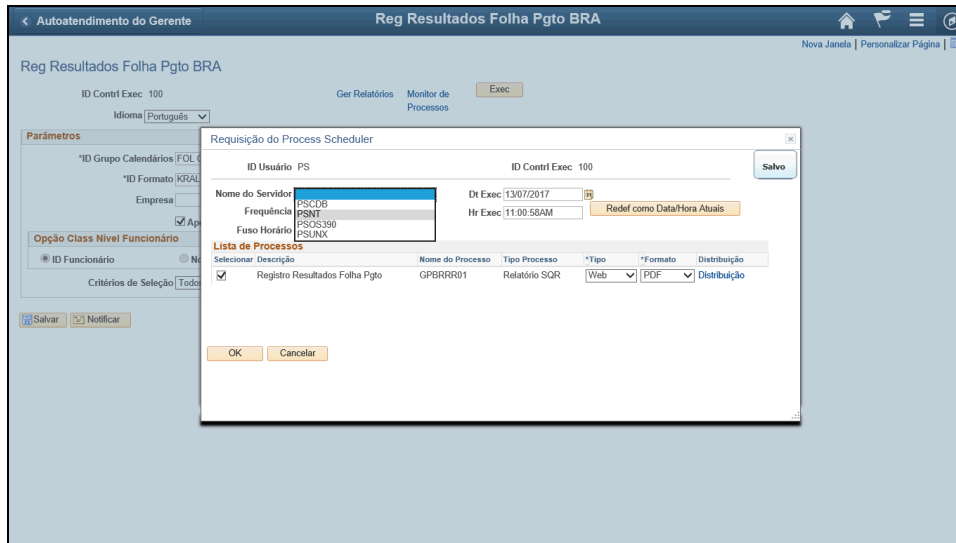 Autoatendimento do Gerente
Reg Resultados Folha Pgto BRA
Nova Janela | Personalizar Página |
Reg Resultados Folha Pgto BRA
ID Contrl Exec 100
Ger Relatórios
Monitor de Processos
Exec
Idioma Português
Parâmetros
*ID Grupo Calendários FOL
*ID Formato KRAL
Empresa
Opção Class Nível Funcionário
ID Funcionário
Critérios de Seleção Todo
Salvar
Notificar
Requisição do Process Scheduler
ID Usuário PS
ID Contrl Exec 100
Salvo
Nome do Servidor
PSCDB
PSNT
PSOS390
PSUNX
Dt Exec 13/07/2017
Frequência
Hr Exec 11:00:58AM
Redef como Data/Hora Atuais
Fuso Horário
Lista de Processos
Selecionar Descrição Nome do Processo Tipo Processo *Tipo *Formato Distribuição
Registro Resultados Folha Pgto GPBRRR01 Relatório SQR Web PDF Distribuição
OK
Cancelar